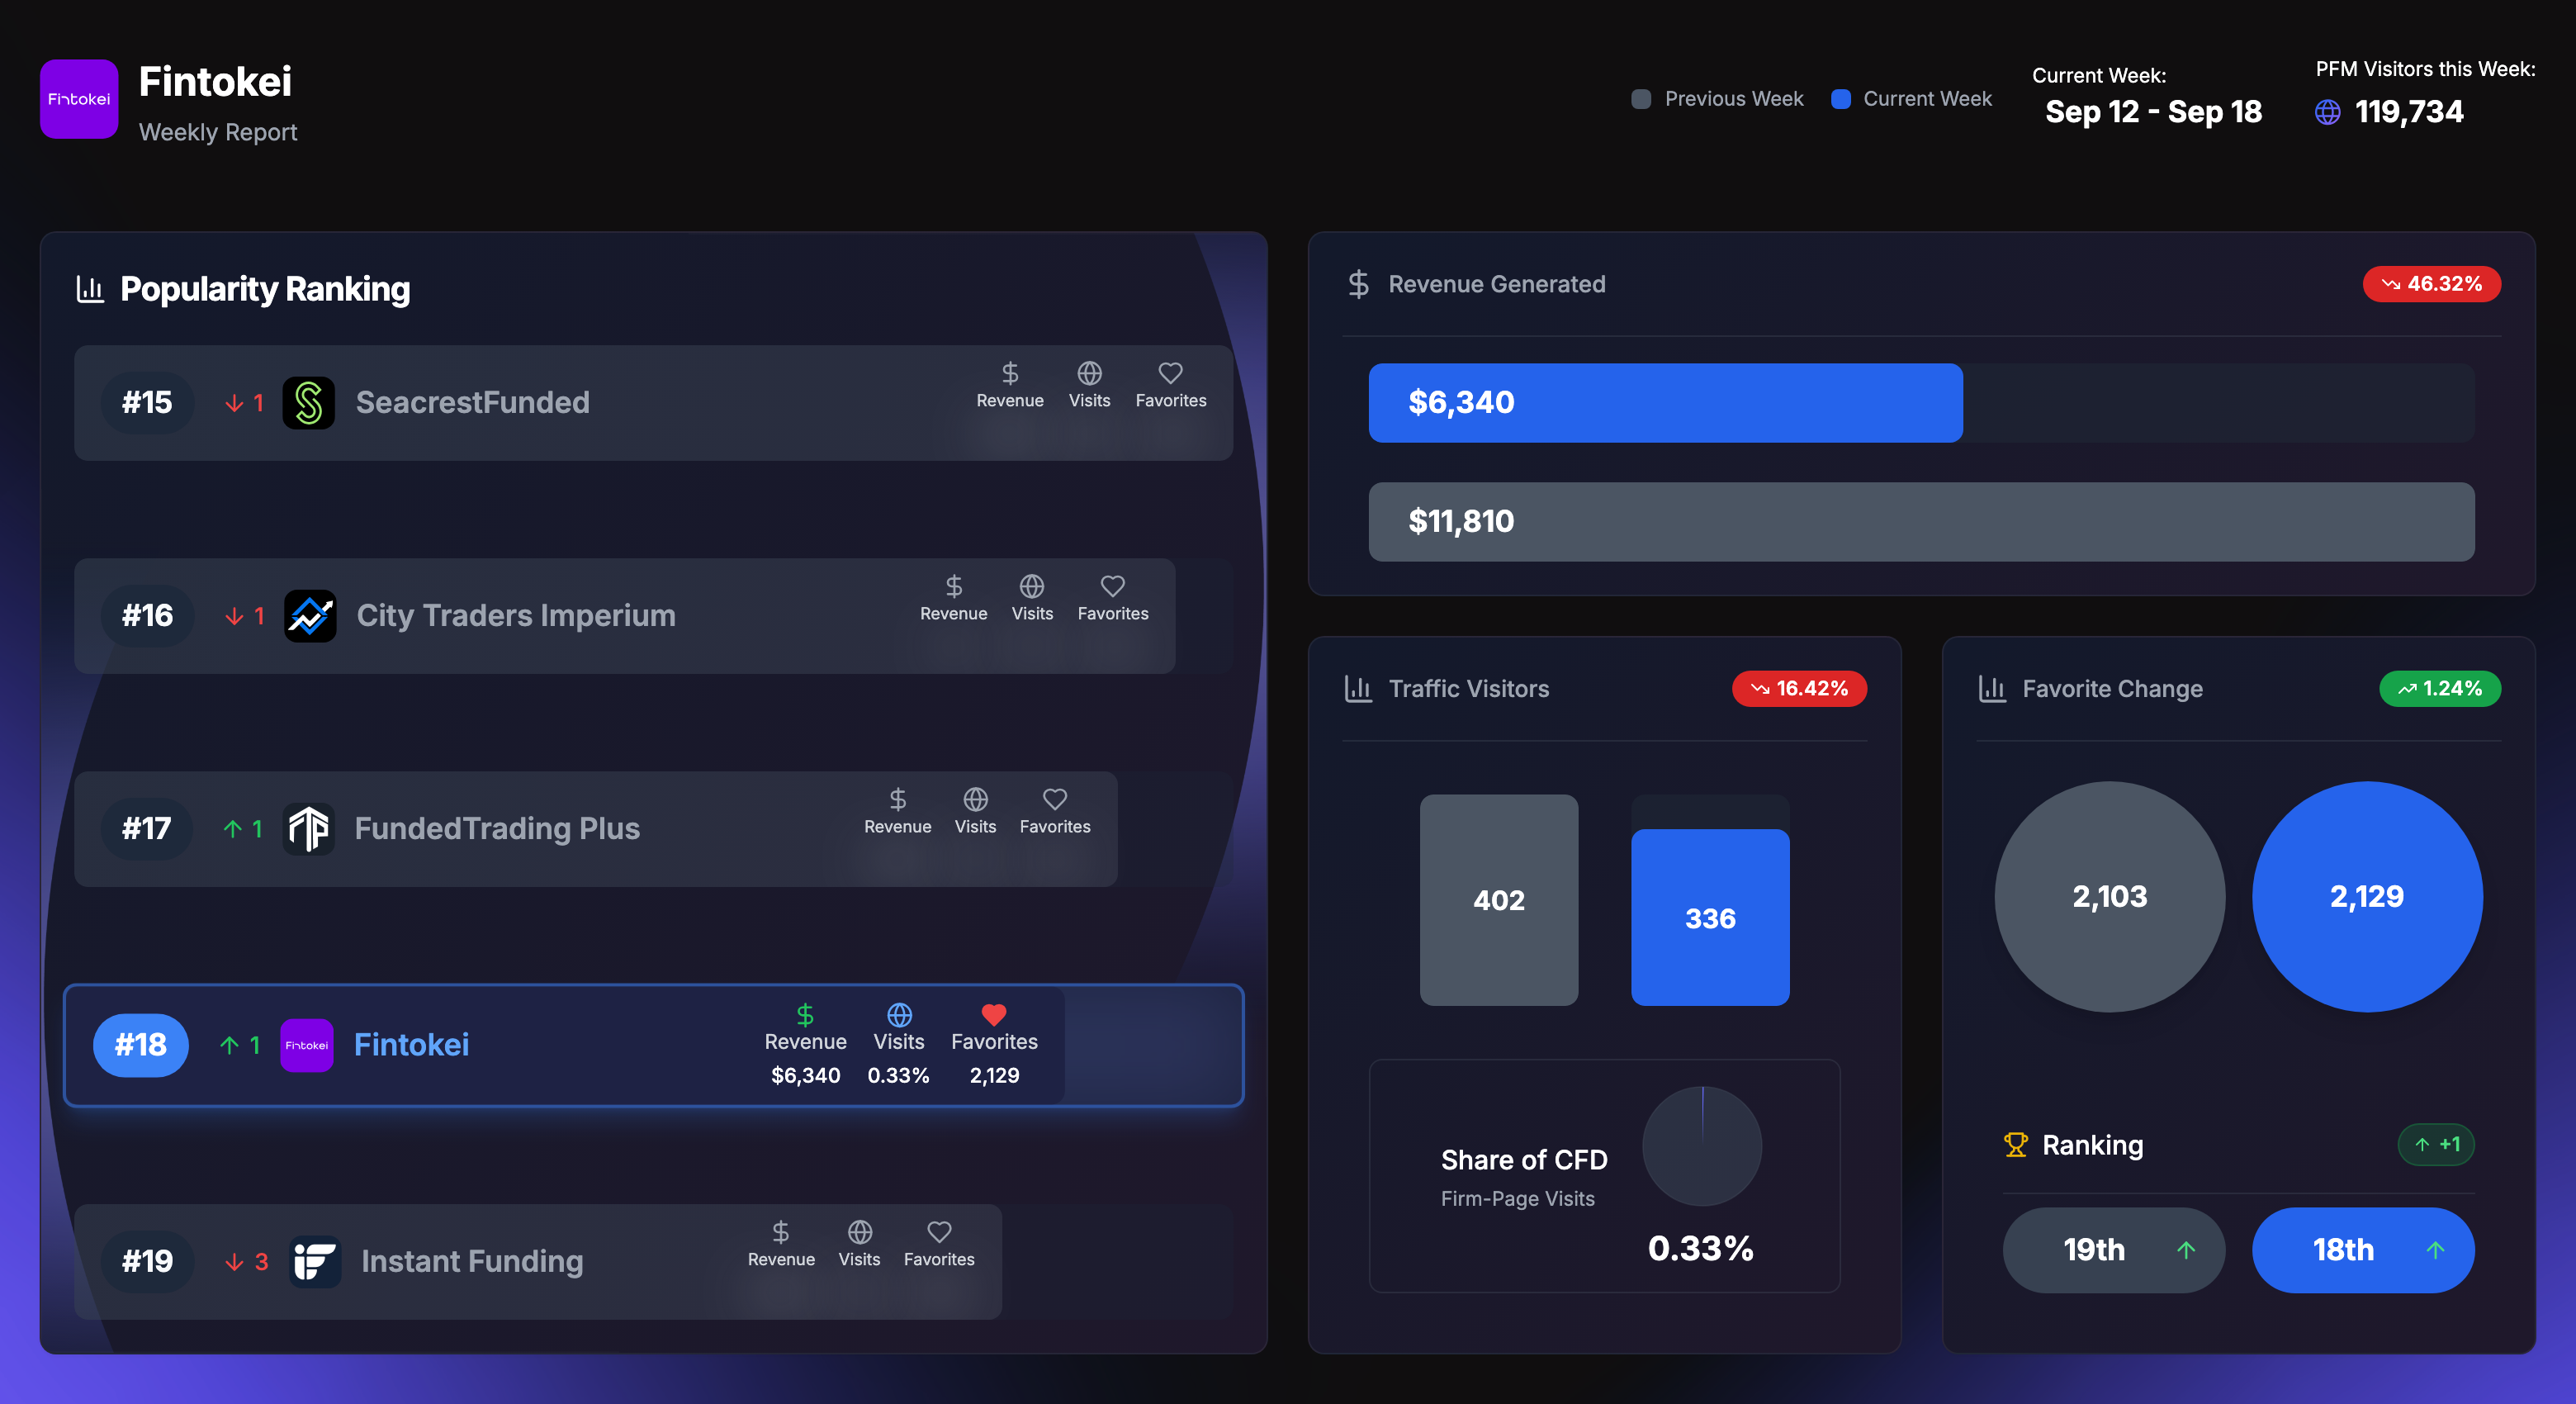 Fintokei
Fintokei
Weekly Report
Previous Week
Current Week
Current Week:
Sep 12 - Sep 18
PFM Visitors this Week:
119,734
Popularity Ranking
#15
1
SeacrestFunded
Revenue
Visits
Favorites
#16
1
City Traders Imperium
Revenue
Visits
Favorites
#17
1
FundedTrading Plus
Revenue
Visits
Favorites
#18
1
Fintokei
Fintokei
Revenue
Visits
Favorites
$6,340
0.33%
2,129
#19
3
Instant Funding
Revenue
Visits
Favorites
Revenue Generated
46.32%
$6,340
$11,810
Traffic Visitors
16.42%
402
336
Share of CFD
Firm-Page Visits
0.33%
Favorite Change
1.24%
2,103
2,129
Ranking
+1
19th
18th